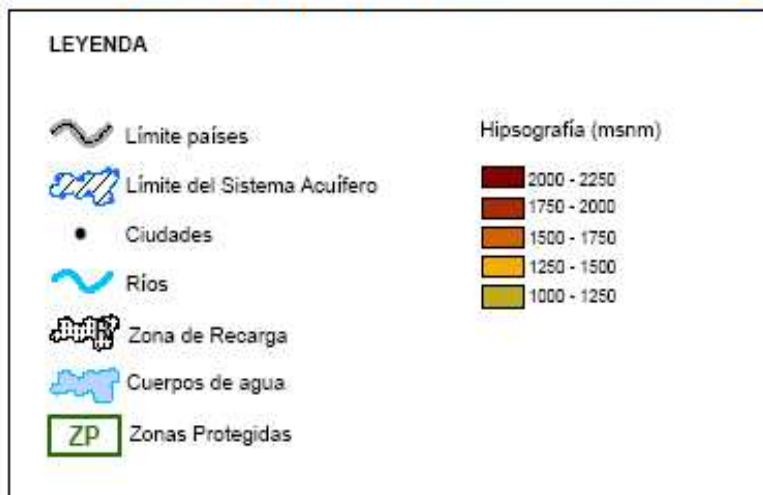 LEYENDA
Límite países
Límite del Sistema Acuífero
Ciudades
Ríos
Zona de Recarga
Cuerpos de agua
ZP Zonas Protegidas
Hipsografía (msnm)
2000 - 2250
1750 - 2000
1500 - 1750
1250 - 1500
1000 - 1250